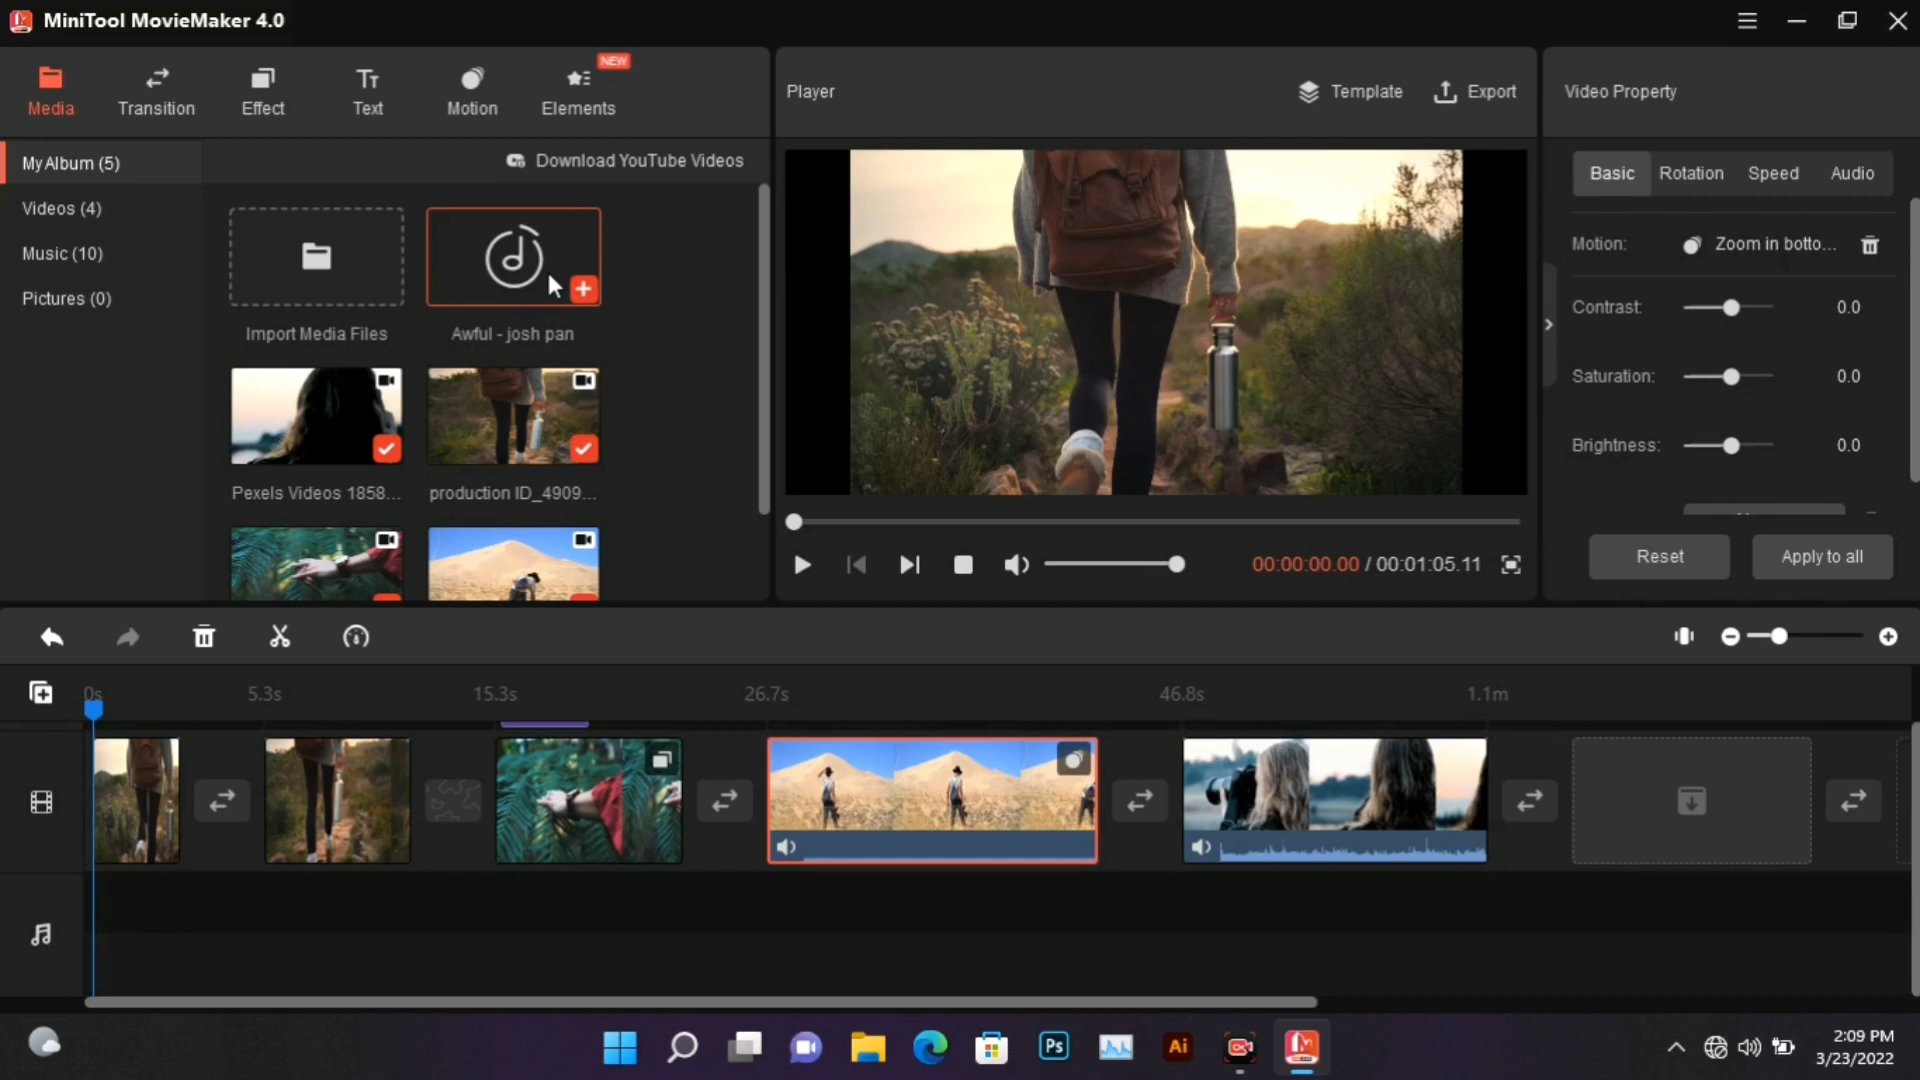 MiniTool MovieMaker 4.0
NEW
Media
Transition
Effect
Text
Motion
Elements
Player
Template
Export
Video Property
My Album (5)
Download YouTube Videos
Videos (4)
Music (10)
Pictures (0)
Import Media Files
Awful - josh pan
Pexels Videos 1858...
production ID_4909...
Basic
Rotation
Speed
Audio
Motion:
Zoom in botto...
Contrast:
0.0
Saturation:
0.0
Brightness:
0.0
Reset
Apply to all
00:00:00.00 / 00:01:05.11
0s
5.3s
15.3s
26.7s
46.8s
1.1m
Ps
Ai
2:09 PM
3/23/2022